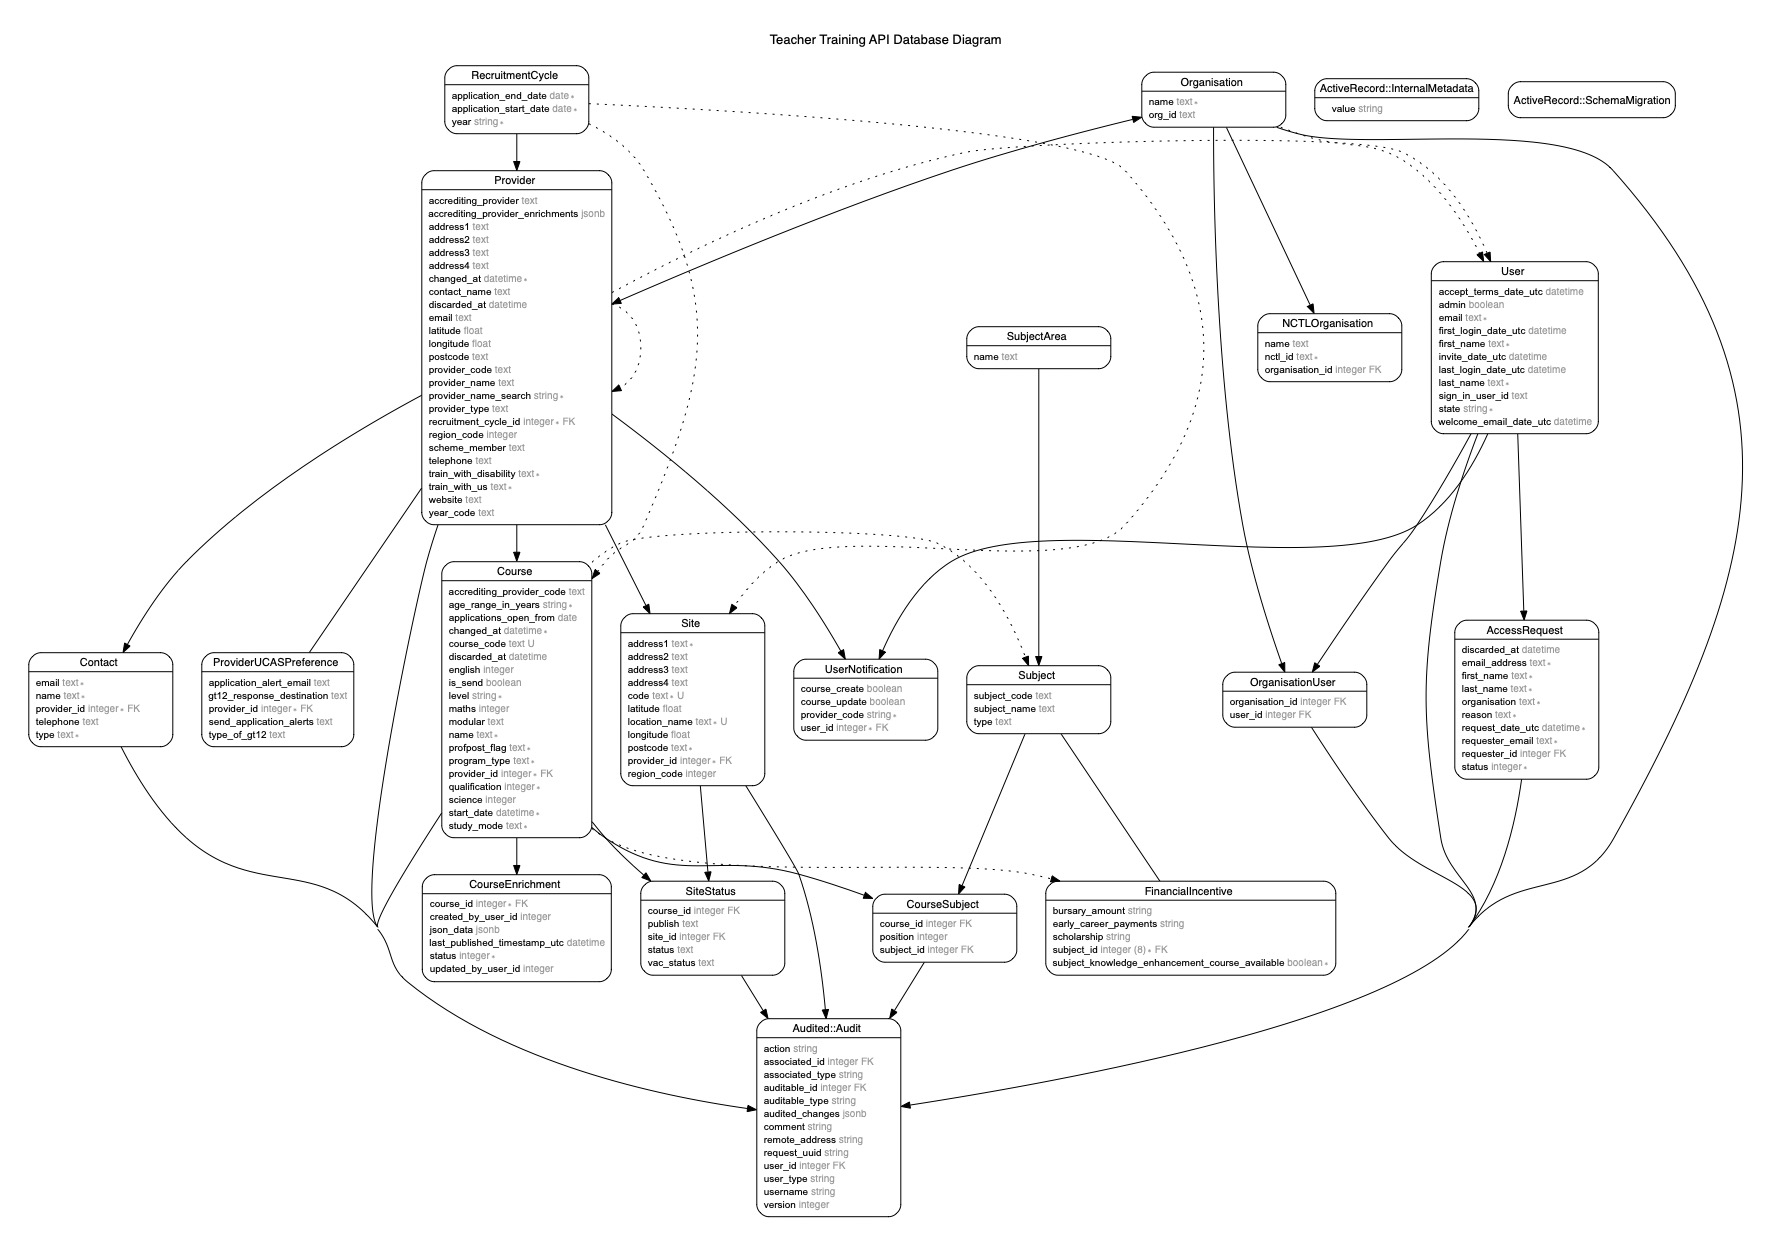 Teacher Training API Database Diagram
RecruitmentCycle
application_end_date date *
application_start_date date *
year string *
Organisation
name text *
org_id text
ActiveRecord::InternalMetadata
value string
ActiveRecord::SchemaMigration
Provider
accrediting_provider text
accrediting_provider_enrichments jsonb
address1 text
address2 text
address3 text
address4 text
changed_at datetime *
contact_name text
discarded_at datetime
email text
latitude float
longitude float
postcode text
provider_code text
provider_name text
provider_name_search string *
provider_type text
recruitment_cycle_id integer * FK
region_code integer
scheme_member text
telephone text
train_with_disability text *
train_with_us text *
website text
year_code text
User
accept_terms_date_utc datetime
admin boolean
email text *
first_login_date_utc datetime
first_name text *
invite_date_utc datetime
last_login_date_utc datetime
last_name text *
sign_in_user_id text
state string *
welcome_email_date_utc datetime
NCTLOrganisation
name text
nctl_id text *
organisation_id integer FK
SubjectArea
name text
Course
accrediting_provider_code text
age_range_in_years string *
applications_open_from date
changed_at datetime *
course_code text U
discarded_at datetime
english integer
is_send boolean
level string *
maths integer
modular text
name text *
profpost_flag text *
program_type text *
provider_id integer * FK
qualification integer *
science integer
start_date datetime *
study_mode text *
Site
address1 text *
address2 text
address3 text
address4 text
code text * U
latitude float
location_name text * U
longitude float
postcode text *
provider_id integer * FK
region_code integer
Contact
email text *
name text *
provider_id integer * FK
telephone text
type text *
ProviderUCASPreference
application_alert_email text
gt12_response_destination text
provider_id integer * FK
send_application_alerts text
type_of_gt12 text
UserNotification
course_create boolean
course_update boolean
provider_code string *
user_id integer * FK
Subject
subject_code text
subject_name text
type text
OrganisationUser
organisation_id integer FK
user_id integer FK
AccessRequest
discarded_at datetime
email_address text *
first_name text *
last_name text *
organisation text *
reason text *
request_date_utc datetime *
requester_email text *
requester_id integer FK
status integer *
CourseEnrichment
course_id integer * FK
created_by_user_id integer
json_data jsonb
last_published_timestamp_utc datetime
status integer *
updated_by_user_id integer
SiteStatus
course_id integer FK
publish text
site_id integer FK
status text
vac_status text
CourseSubject
course_id integer FK
position integer
subject_id integer FK
FinancialIncentive
bursary_amount string
early_career_payments string
scholarship string
subject_id integer (8) * FK
subject_knowledge_enhancement_course_available boolean *
Audited::Audit
action string
associated_id integer FK
associated_type string
auditable_id integer FK
auditable_type string
audited_changes jsonb
comment string
remote_address string
request_uuid string
user_id integer FK
user_type string
username string
version integer